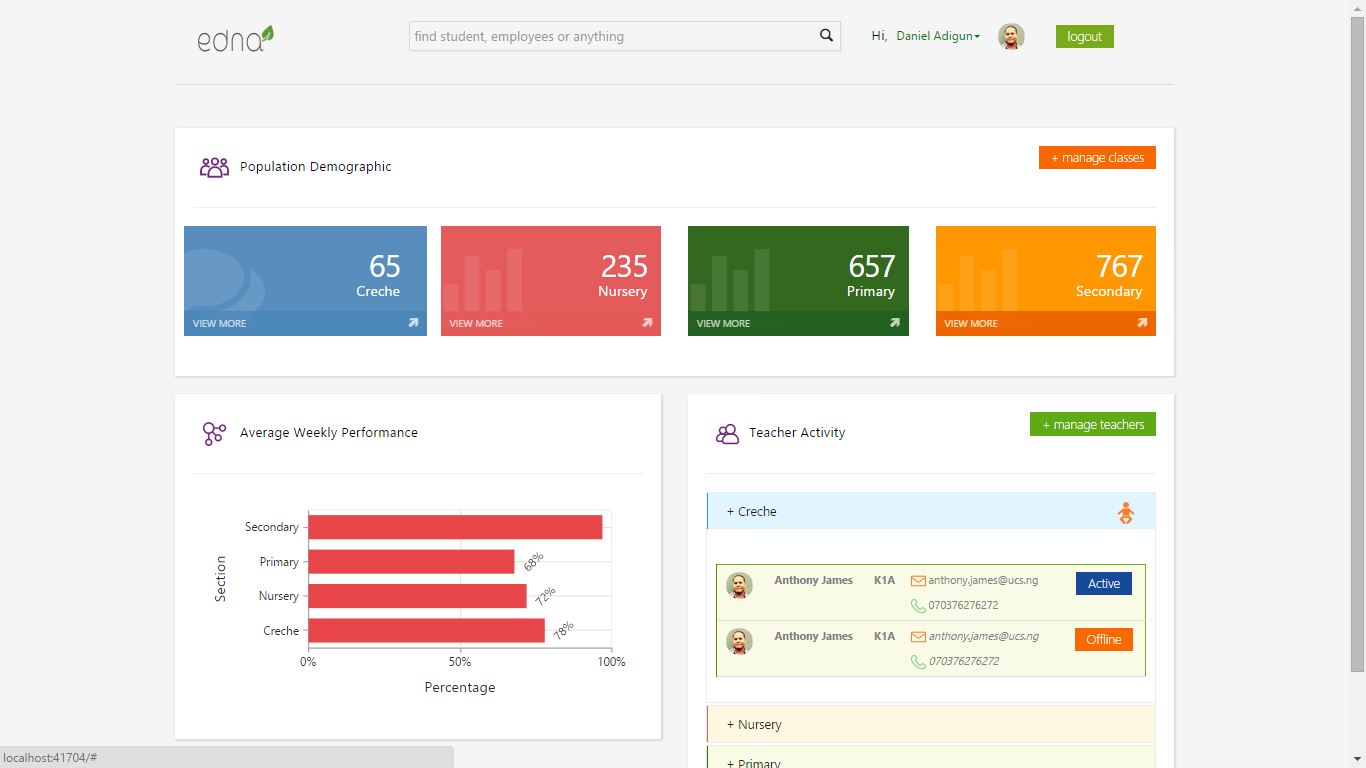 edna
find student, employees or anything
Hi, Daniel Adigun
logout
Population Demographic
+ manage classes
65
Creche
VIEW MORE
235
Nursery
VIEW MORE
657
Primary
VIEW MORE
767
Secondary
VIEW MORE
Average Weekly Performance
Section
Secondary
Primary
68%
Nursery
72%
Creche
78%
0%
50%
100%
Percentage
Teacher Activity
+ manage teachers
+ Creche
Anthony James K1A anthony.james@ucs.ng Active
070376276272
Anthony James K1A anthony.james@ucs.ng Offline
070376276272
+ Nursery
+ Primary
localhost:41704/#